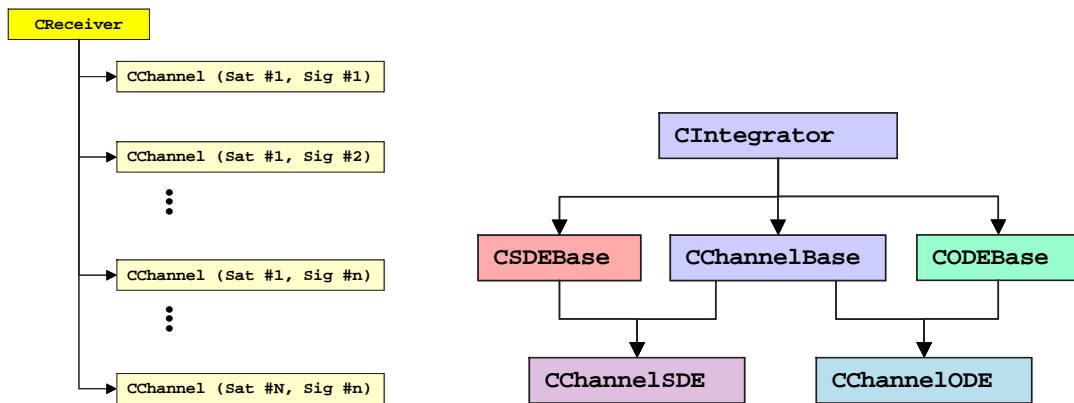 CReceiver
CChannel (Sat #1, Sig #1)
CChannel (Sat #1, Sig #2)
CChannel (Sat #1, Sig #n)
CChannel (Sat #N, Sig #n)
CIntegrator
CSDEBase
CChannelBase
CODEBase
CChannelSDE
CChannelODE